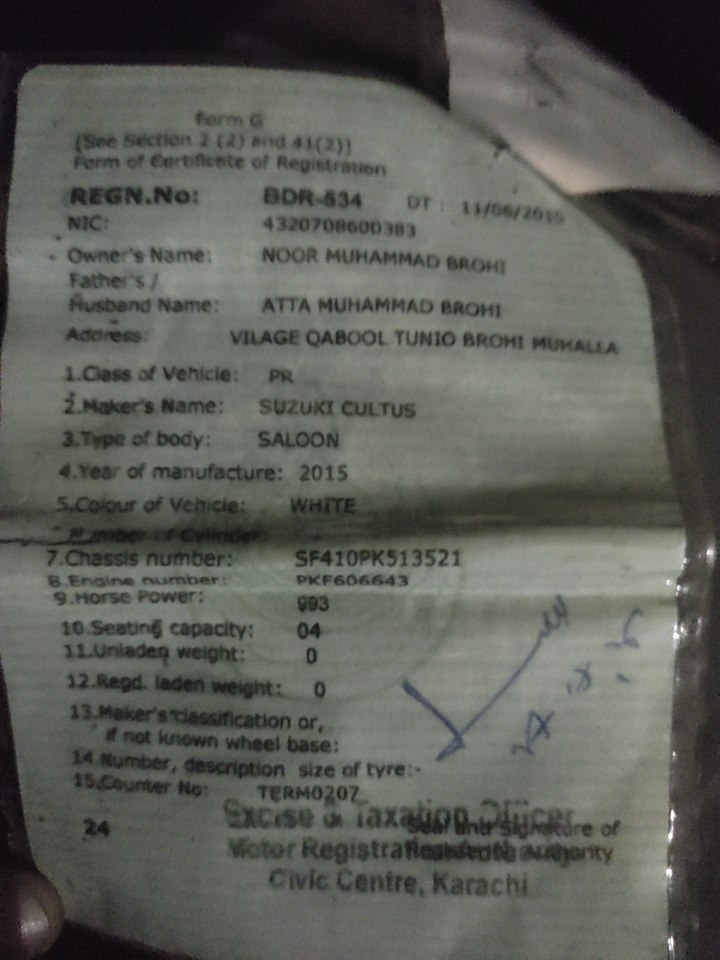 Form G
(See Section 2 (2) and 41(2))
Form of Certificate of Registration
REGN.No: BDR-534 DT : 11/06/2015
NIC: 4320708600383
Owner's Name: NOOR MUHAMMAD BROHI
Father's /
Husband Name: ATTA MUHAMMAD BROHI
Address: VILAGE QABOOL TUNIO BROHI MUHALLA
1.Class of Vehicle: PR
2.Maker's Name: SUZUKI CULTUS
3.Type of body: SALOON
4.Year of manufacture: 2015
5.Colour of Vehicle: WHITE
Number of Cylinder:
7.Chassis number: SF410PK513521
8.Engine number: PKF606643
9.Horse Power: 993
10.Seating capacity: 04
11.Unladen weight: 0
12.Regd. laden weight: 0
13.Maker's classification or,
if not known wheel base:
14.Number, description size of tyre:-
15.Counter No: TERM0207
Excise & Taxation Officer
24 Seal and Signature of
Motor Registration Authority
Civic Centre, Karachi